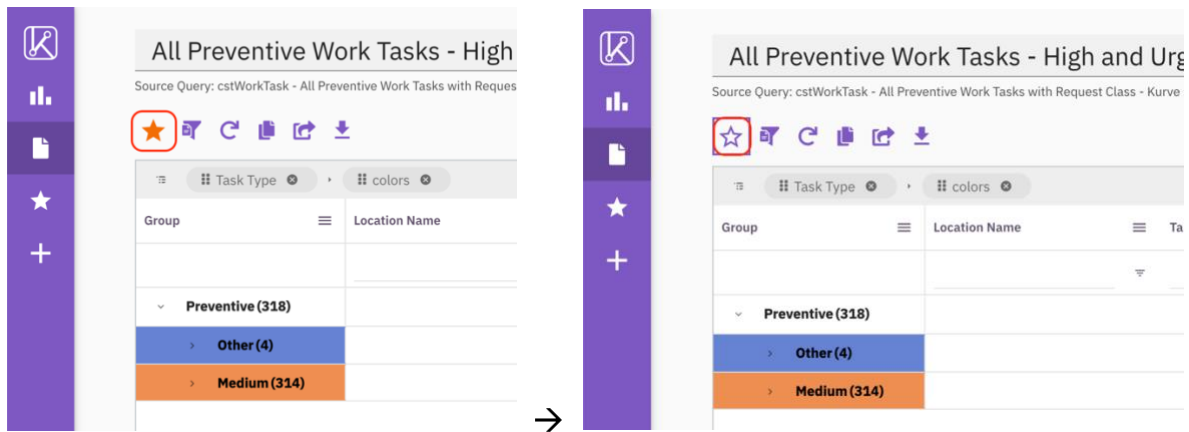 All Preventive Work Tasks - High
Source Query: cstWorkTask - All Preventive Work Tasks with Reques
Task Type
colors
Group
Location Name
Preventive (318)
Other (4)
Medium (314)
→
All Preventive Work Tasks - High and Urg
Source Query: cstWorkTask - All Preventive Work Tasks with Request Class - Kurve
Task Type
colors
Group
Location Name
Ta
Preventive (318)
Other (4)
Medium (314)